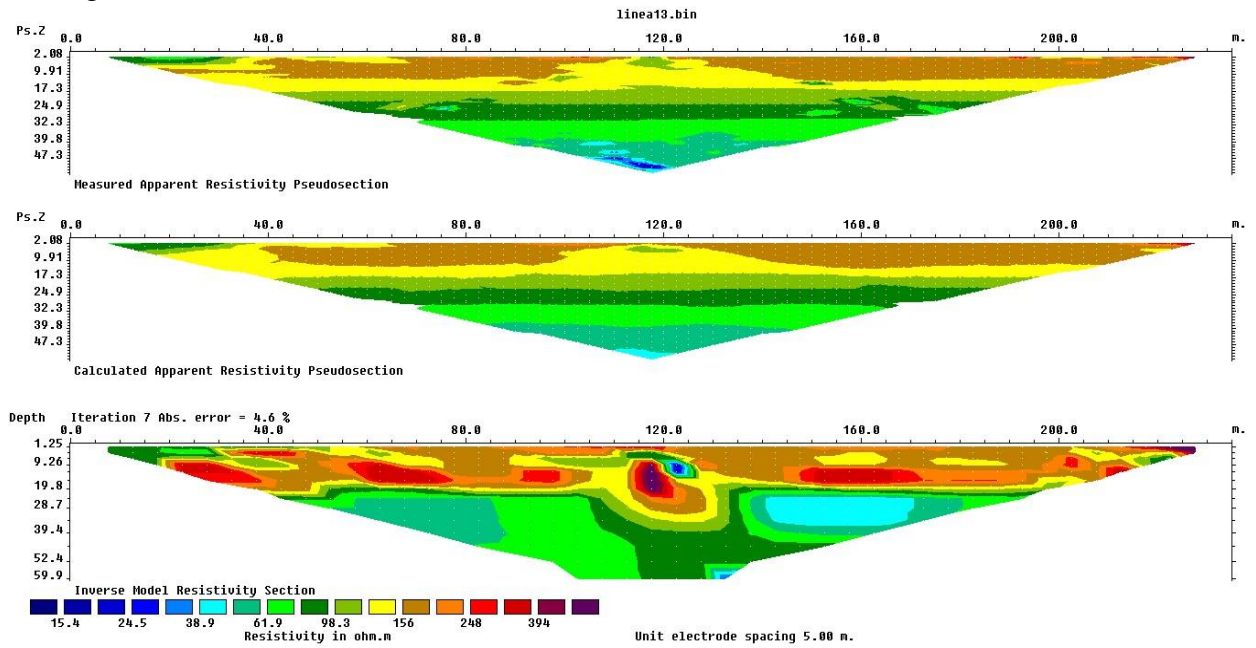 linea13.bin
Ps.Z 0.0 40.0 80.0 120.0 160.0 200.0 m.
2.08
9.91
17.3
24.9
32.3
39.8
47.3
Measured Apparent Resistivity Pseudosection
Ps.Z 0.0 40.0 80.0 120.0 160.0 200.0 m.
2.08
9.91
17.3
24.9
32.3
39.8
47.3
Calculated Apparent Resistivity Pseudosection
Depth Iteration 7 Abs. error = 4.6 %
0.0 40.0 80.0 120.0 160.0 200.0 m.
1.25
9.26
19.8
28.7
39.4
52.4
59.9
Inverse Model Resistivity Section
15.4 24.5 38.9 61.9 98.3 156 248 394
Resistivity in ohm.m Unit electrode spacing 5.00 m.